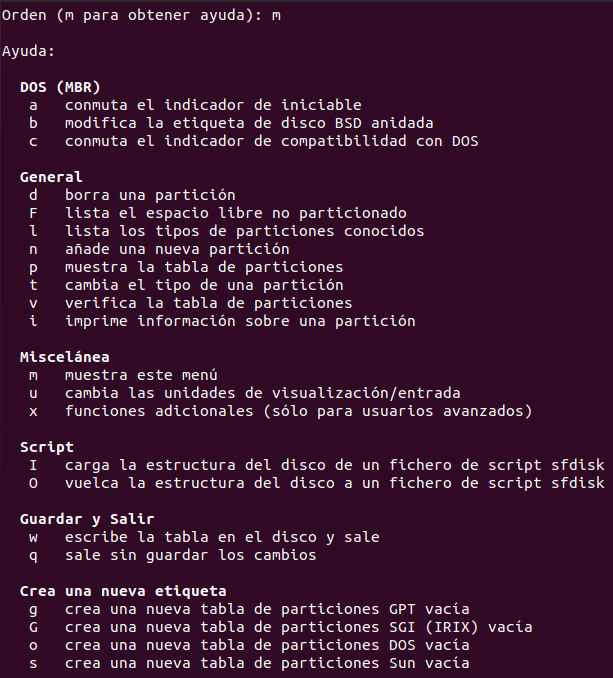 Orden (m para obtener ayuda): m
Ayuda:
DOS (MBR)
a conmuta el indicador de iniciable
b modifica la etiqueta de disco BSD anidada
c conmuta el indicador de compatibilidad con DOS
General
d borra una partición
F lista el espacio libre no particionado
l lista los tipos de particiones conocidos
n añade una nueva partición
p muestra la tabla de particiones
t cambia el tipo de una partición
v verifica la tabla de particiones
i imprime información sobre una partición
Miscelánea
m muestra este menú
u cambia las unidades de visualización/entrada
x funciones adicionales (sólo para usuarios avanzados)
Script
I carga la estructura del disco de un fichero de script sfdisk
O vuelca la estructura del disco a un fichero de script sfdisk
Guardar y Salir
w escribe la tabla en el disco y sale
q sale sin guardar los cambios
Crea una nueva etiqueta
g crea una nueva tabla de particiones GPT vacía
G crea una nueva tabla de particiones SGI (IRIX) vacía
o crea una nueva tabla de particiones DOS vacía
s crea una nueva tabla de particiones Sun vacía